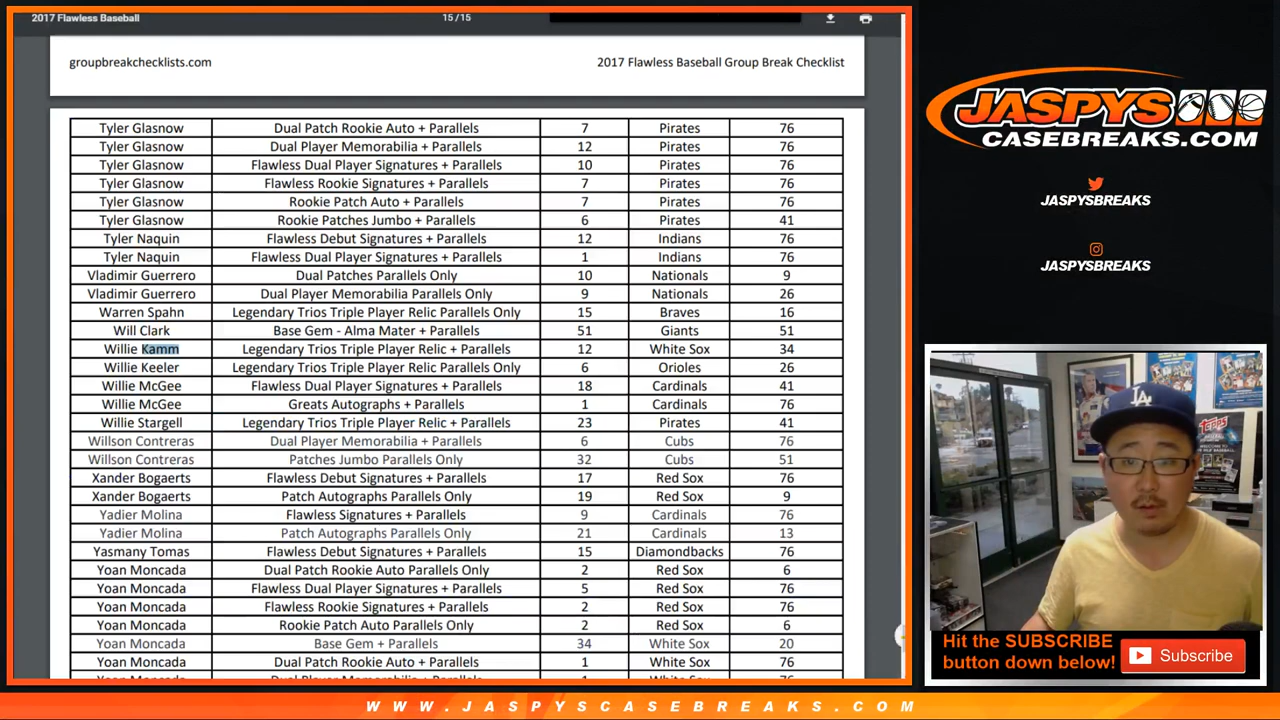 2017 Flawless Baseball 15 / 15
groupbreakchecklists.com 2017 Flawless Baseball Group Break Checklist
Tyler Glasnow Dual Patch Rookie Auto + Parallels 7 Pirates 76
Tyler Glasnow Dual Player Memorabilia + Parallels 12 Pirates 76
Tyler Glasnow Flawless Dual Player Signatures + Parallels 10 Pirates 76
Tyler Glasnow Flawless Rookie Signatures + Parallels 7 Pirates 76
Tyler Glasnow Rookie Patch Auto + Parallels 7 Pirates 76
Tyler Glasnow Rookie Patches Jumbo + Parallels 6 Pirates 41
Tyler Naquin Flawless Debut Signatures + Parallels 12 Indians 76
Tyler Naquin Flawless Dual Player Signatures + Parallels 1 Indians 76
Vladimir Guerrero Dual Patches Parallels Only 10 Nationals 9
Vladimir Guerrero Dual Player Memorabilia Parallels Only 9 Nationals 26
Warren Spahn Legendary Trios Triple Player Relic Parallels Only 15 Braves 16
Will Clark Base Gem - Alma Mater + Parallels 51 Giants 51
Willie Kamm Legendary Trios Triple Player Relic + Parallels 12 White Sox 34
Willie Keeler Legendary Trios Triple Player Relic Parallels Only 6 Orioles 26
Willie McGee Flawless Dual Player Signatures + Parallels 18 Cardinals 41
Willie McGee Greats Autographs + Parallels 1 Cardinals 76
Willie Stargell Legendary Trios Triple Player Relic + Parallels 23 Pirates 41
Willson Contreras Dual Player Memorabilia + Parallels 6 Cubs 76
Willson Contreras Patches Jumbo Parallels Only 32 Cubs 51
Xander Bogaerts Flawless Debut Signatures + Parallels 17 Red Sox 76
Xander Bogaerts Patch Autographs Parallels Only 19 Red Sox 9
Yadier Molina Flawless Signatures + Parallels 9 Cardinals 76
Yadier Molina Patch Autographs Parallels Only 21 Cardinals 13
Yasmany Tomas Flawless Debut Signatures + Parallels 15 Diamondbacks 76
Yoan Moncada Dual Patch Rookie Auto Parallels Only 2 Red Sox 6
Yoan Moncada Flawless Dual Player Signatures + Parallels 5 Red Sox 76
Yoan Moncada Flawless Rookie Signatures + Parallels 2 Red Sox 76
Yoan Moncada Rookie Patch Auto Parallels Only 2 Red Sox 6
Yoan Moncada Base Gem + Parallels 34 White Sox 20
Yoan Moncada Dual Patch Rookie Auto + Parallels 1 White Sox 76
JASPYS
CASEBREAKS.COM
JASPYSBREAKS
JASPYSBREAKS
LA
TOPPS
Hit the SUBSCRIBE
button down below!
Subscribe
WWW.JASPYSCASEBREAKS.COM